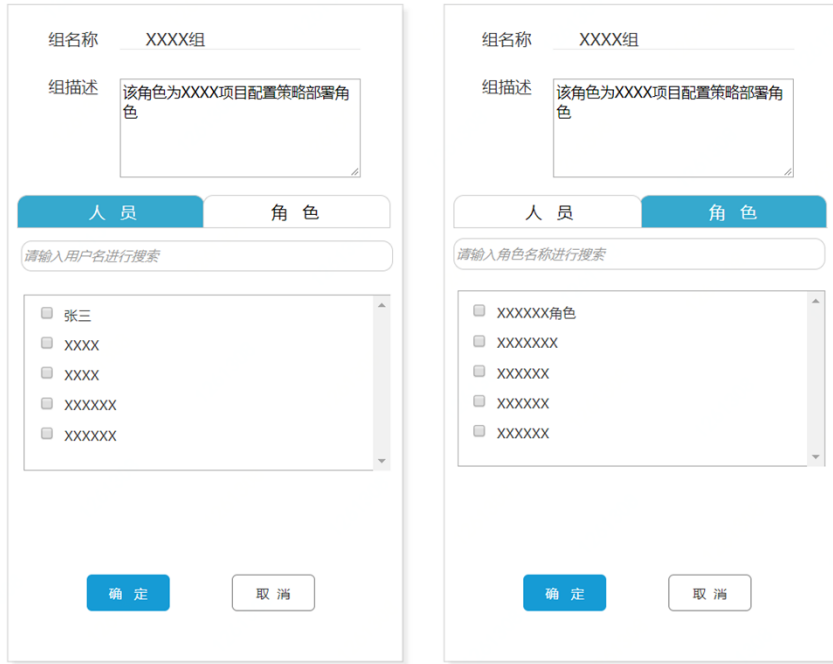 组名称 XXXX组
组描述 该角色为XXXX项目配置策略部署角
色
人 员 角 色
请输入用户名进行搜索
张三
XXXX
XXXX
XXXXXX
XXXXXX
确 定 取 消
组名称 XXXX组
组描述 该角色为XXXX项目配置策略部署角
色
人 员 角 色
请输入角色名称进行搜索
XXXXXX角色
XXXXXXX
XXXXXX
XXXXXX
XXXXXX
确 定 取 消